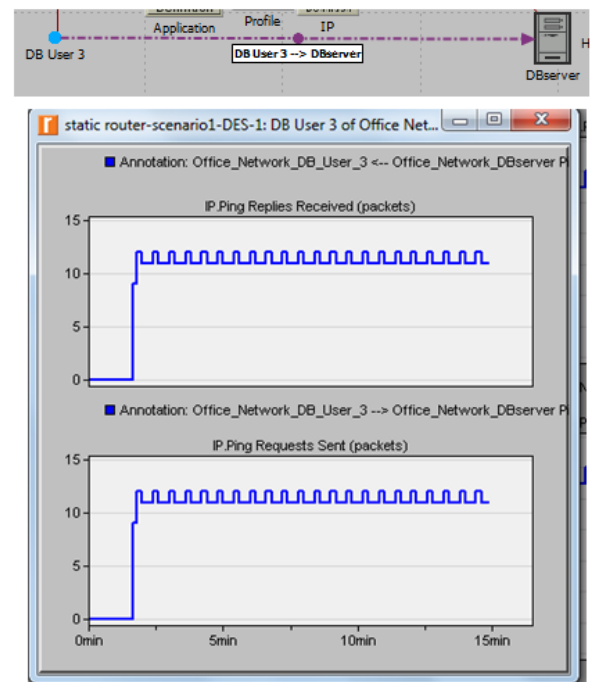 Application
Profile
IP
DB User 3
DB User 3 --> DBserver
H
DBserver
static router-scenario1-DES-1: DB User 3 of Office Net...
Annotation: Office_Network_DB_User_3 <-- Office_Network_DBserver Pi
IP.Ping Replies Received (packets)
15
10
5
0
Annotation: Office_Network_DB_User_3 --> Office_Network_DBserver Pi
IP.Ping Requests Sent (packets)
15
10
5
0
0min
5min
10min
15min